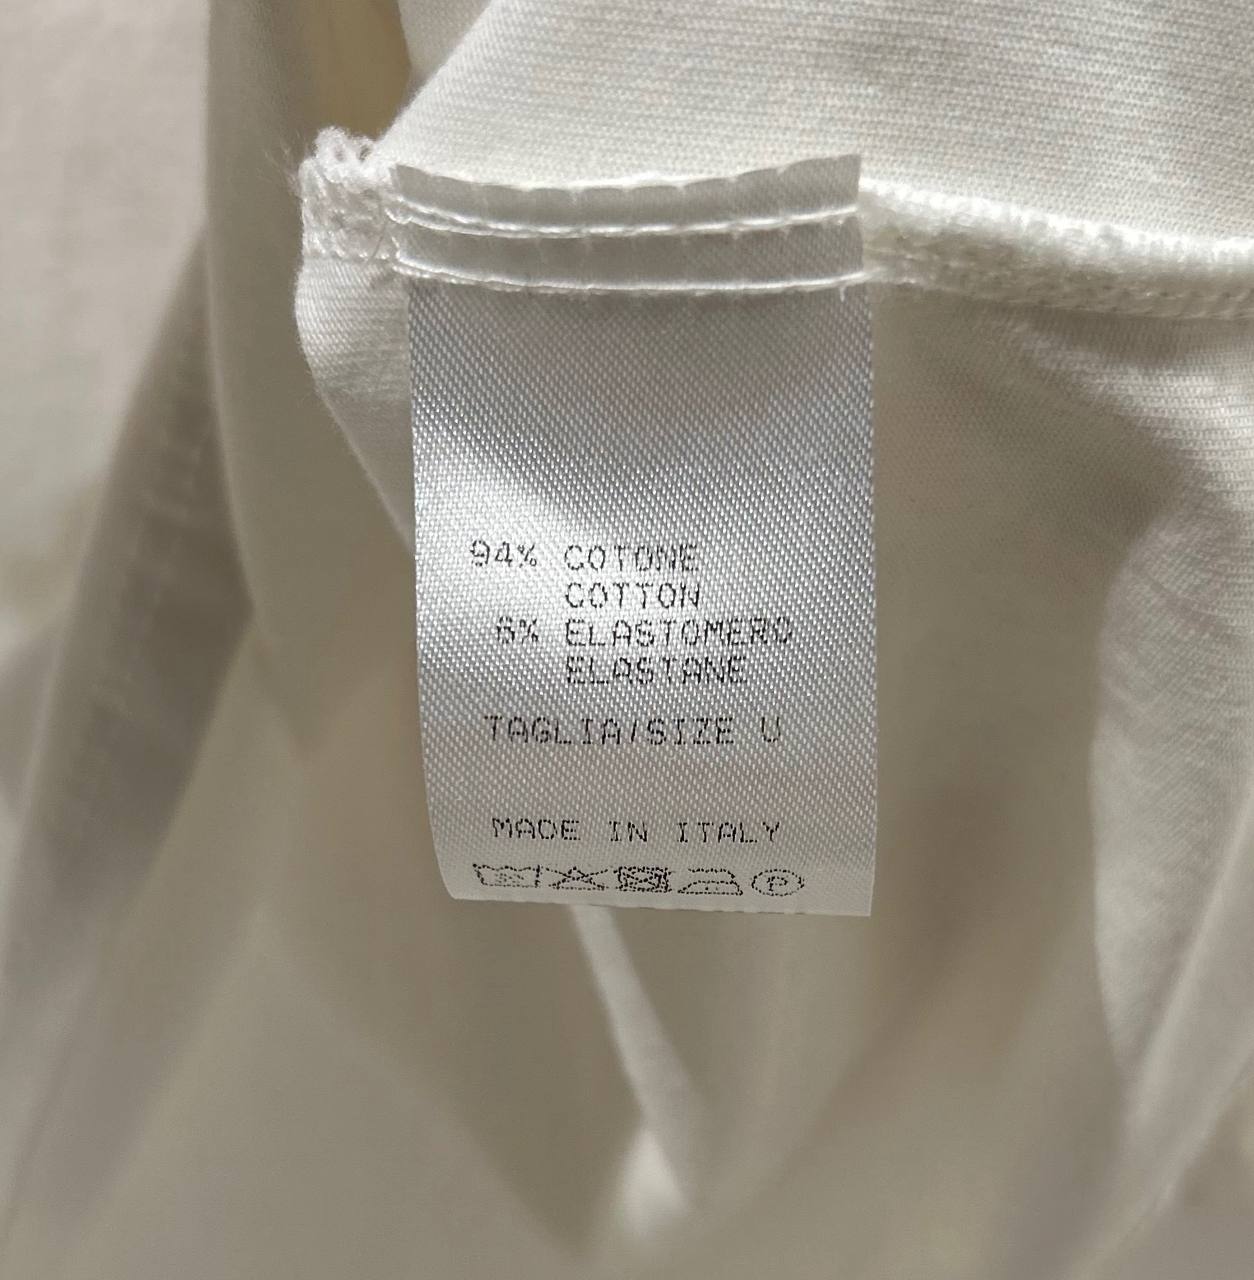 94% COTONE
COTTON
6% ELASTOMERO
ELASTANE
TAGLIA/SIZE U
MADE IN ITALY
P